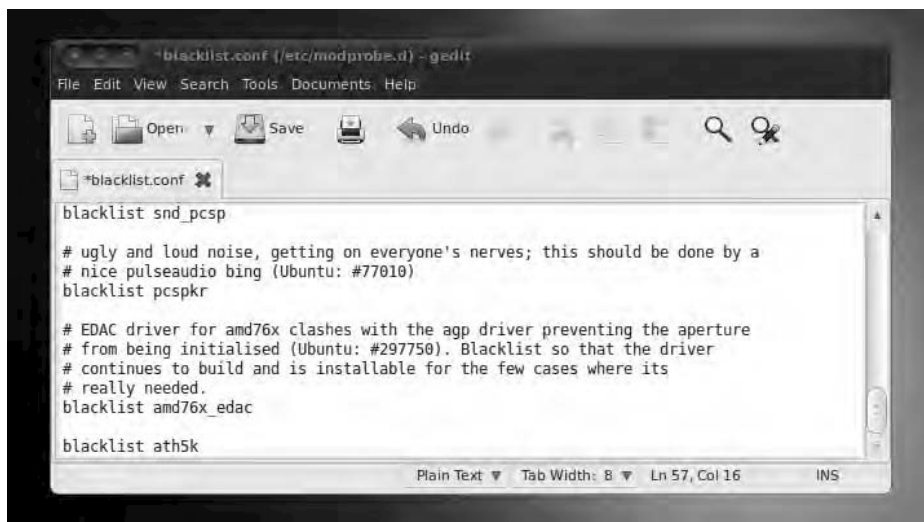 *blacklist.conf (/etc/modprobe.d) - gedit
File Edit View Search Tools Documents Help
Open Save Undo
*blacklist.conf
blacklist snd_pcsp
# ugly and loud noise, getting on everyone's nerves; this should be done by a
# nice pulseaudio bing (Ubuntu: #77010)
blacklist pcspkr
# EDAC driver for amd76x clashes with the agp driver preventing the aperture
# from being initialised (Ubuntu: #297750). Blacklist so that the driver
# continues to build and is installable for the few cases where its
# really needed.
blacklist amd76x_edac
blacklist ath5k
Plain Text Tab Width: 8 Ln 57, Col 16 INS